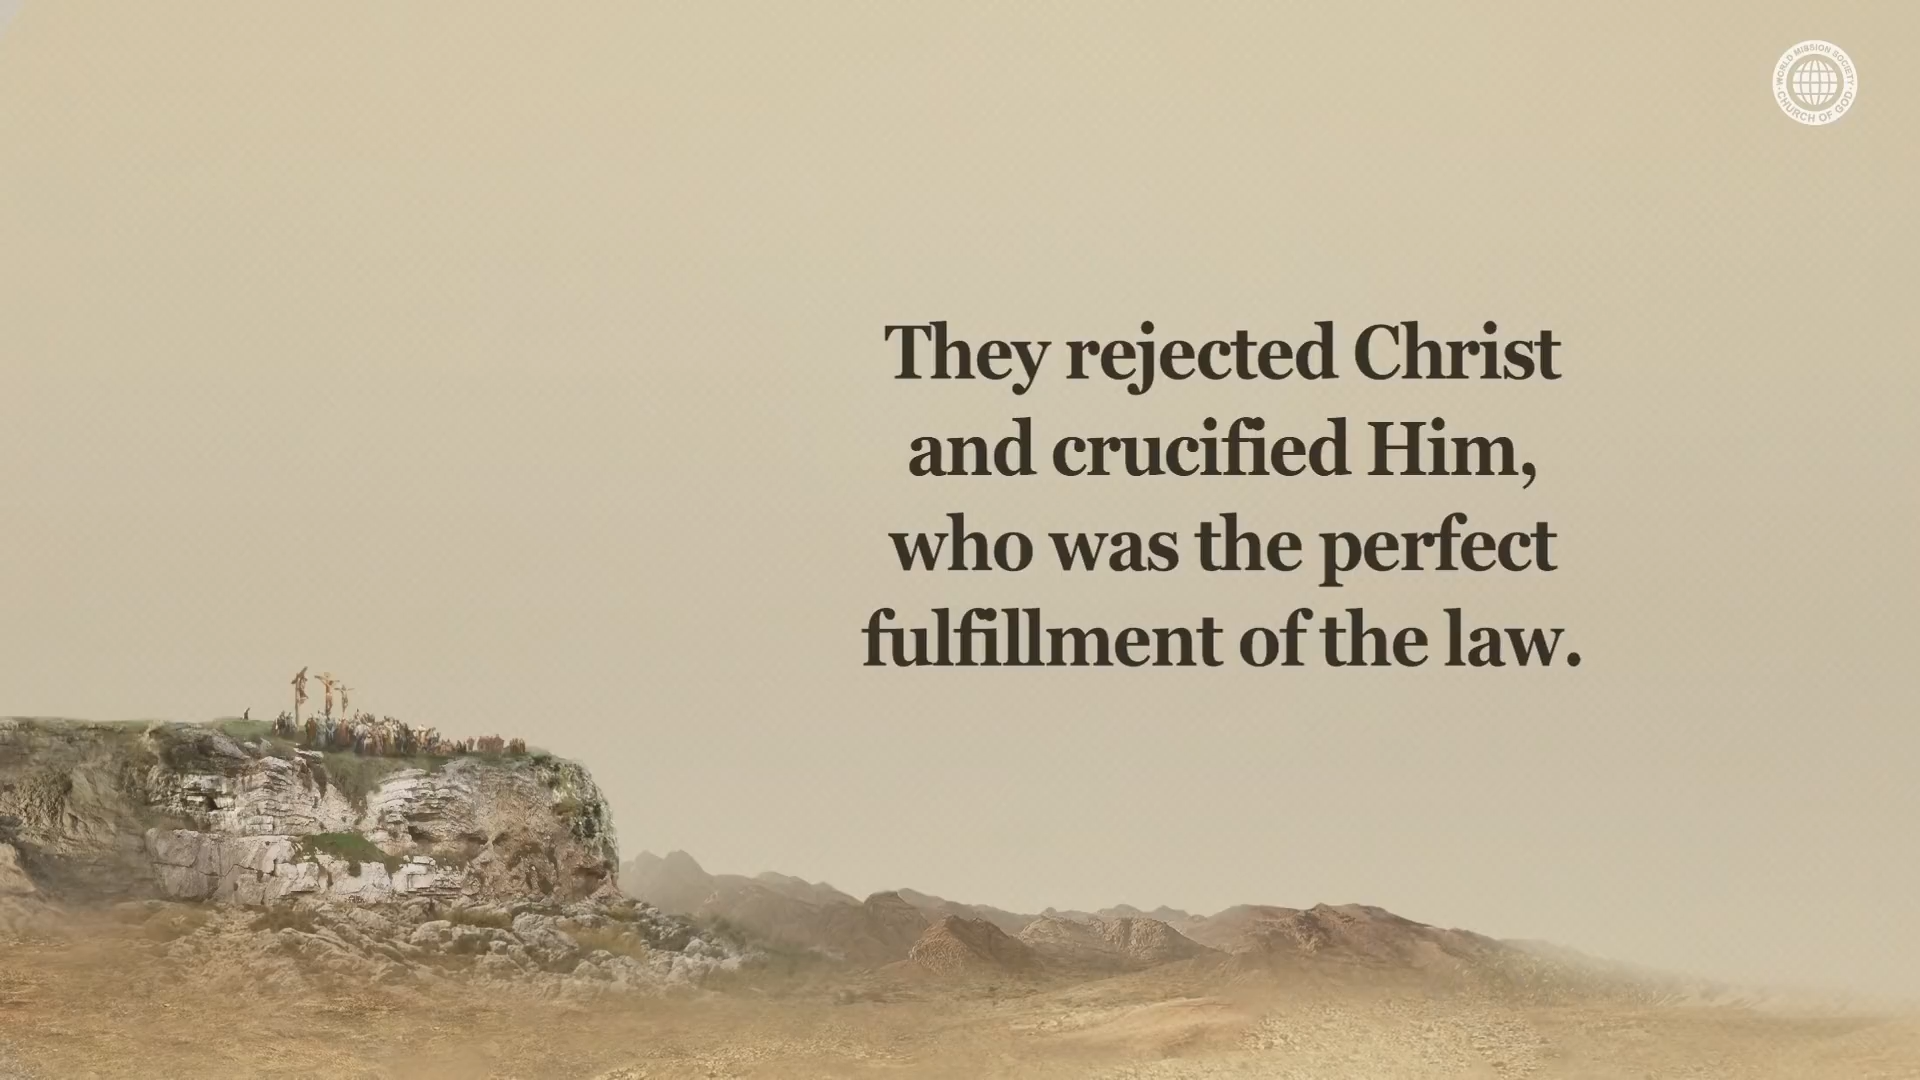 WORLD MISSION SOCIETY
CHURCH OF GOD
They rejected Christ
and crucified Him,
who was the perfect
fulfillment of the law.